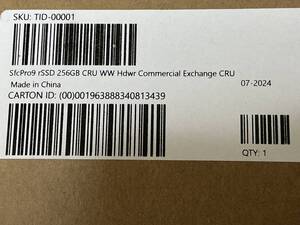 SKU: TID-00001
SfcPro9 rSSD 256GB CRU WW Hdwr Commercial Exchange CRU
Made in China 07-2024
CARTON ID: (00)001963888340813439
QTY: 1